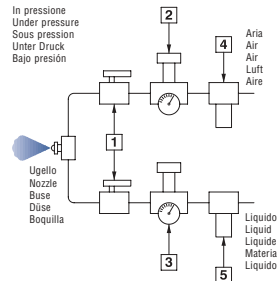 In pressione
Under pressure
Sous pression
Unter Druck
Bajo presión
2
4
Aria
Air
Air
Luft
Aire
1
Ugello
Nozzle
Buse
Düse
Boquilla
3
5
Liquido
Liquid
Liquide
Materia
Liquido